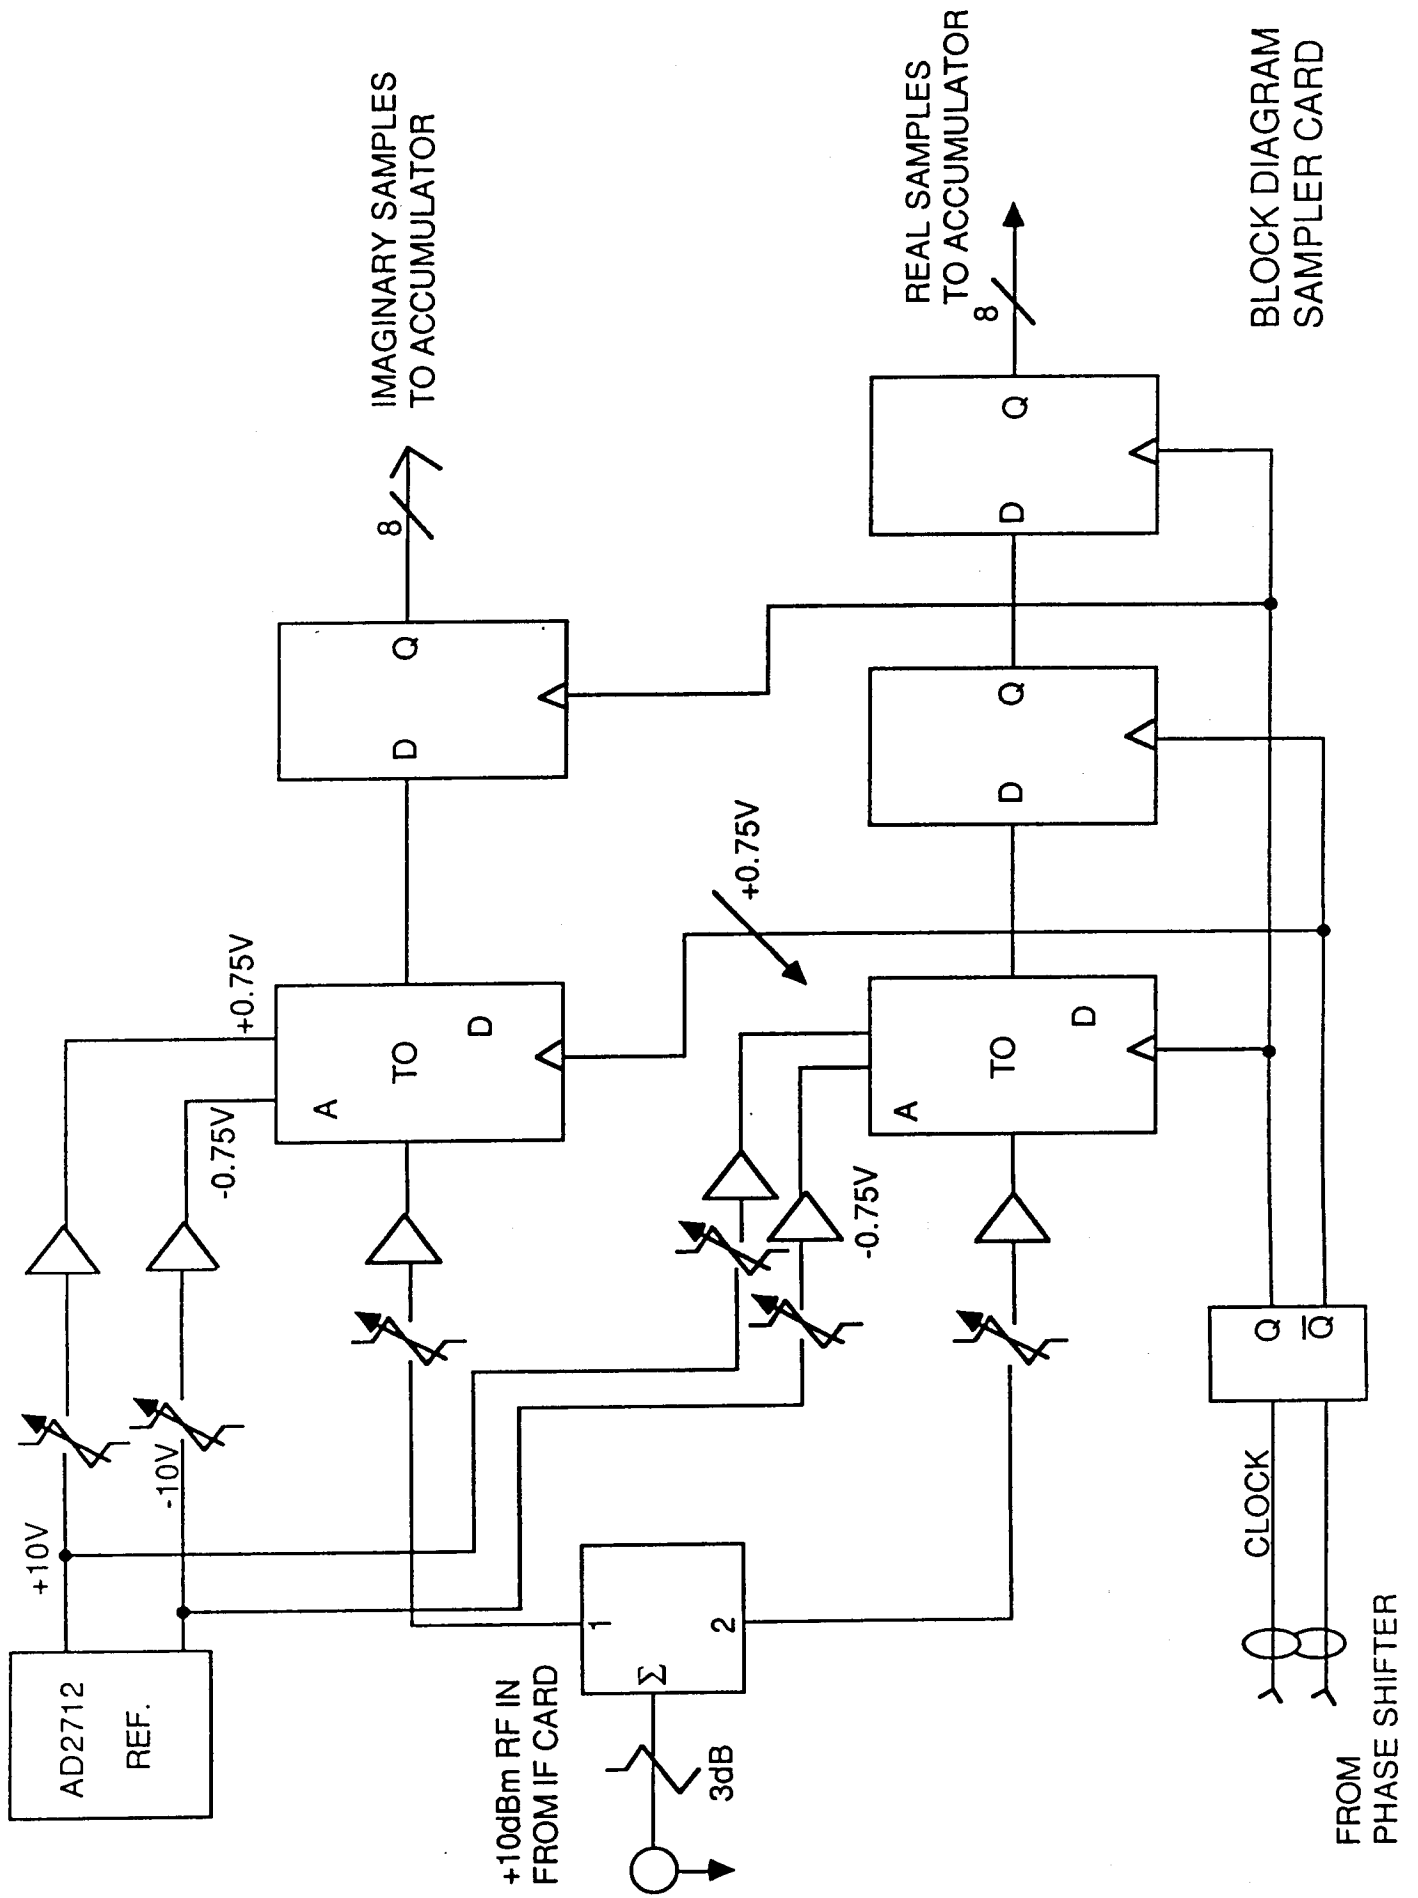 AD2712
REF.
+10V
-10V
+0.75V
-0.75V
A
TO
D
D
Q
8
IMAGINARY SAMPLES
TO ACCUMULATOR
+10dBm RF IN
FROM IF CARD
3dB
Σ
1
2
-0.75V
+0.75V
A
TO
D
D
Q
D
Q
8
REAL SAMPLES
TO ACCUMULATOR
FROM
PHASE SHIFTER
CLOCK
Q
Q̅
BLOCK DIAGRAM
SAMPLER CARD